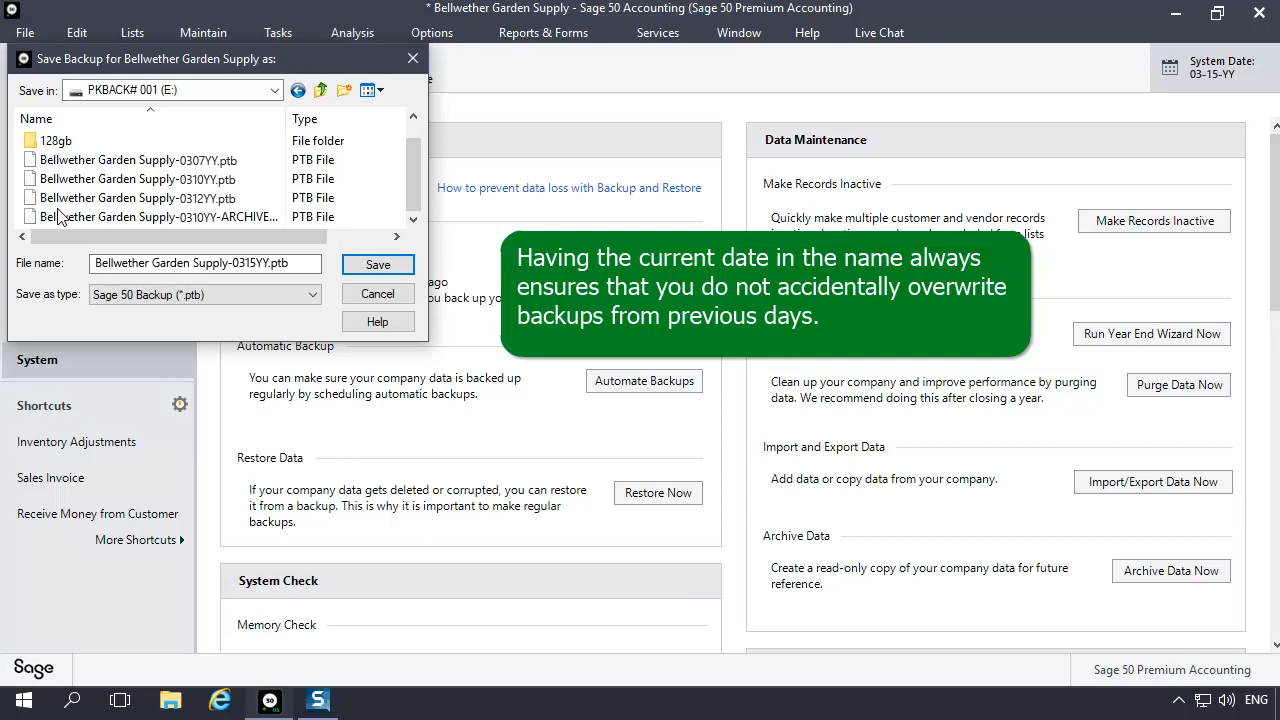 * Bellwether Garden Supply - Sage 50 Accounting (Sage 50 Premium Accounting)
File Edit Lists Maintain Tasks Analysis Options Reports & Forms Services Window Help Live Chat
Save Backup for Bellwether Garden Supply as:
System Date:
03-15-YY
Save in: PKBACK# 001 (E:)
Name Type
128gb File folder
Bellwether Garden Supply-0307YY.ptb PTB File
Bellwether Garden Supply-0310YY.ptb PTB File
Bellwether Garden Supply-0312YY.ptb PTB File
Bellwether Garden Supply-0310YY-ARCHIVE... PTB File
File name: Bellwether Garden Supply-0315YY.ptb Save
Save as type: Sage 50 Backup (*.ptb) Cancel
Help
How to prevent data loss with Backup and Restore
ago
Having the current date in the name always
ensures that you do not accidentally overwrite
backups from previous days.
Automatic Backup
You can make sure your company data is backed up
regularly by scheduling automatic backups.
Automate Backups
Restore Data
If your company data gets deleted or corrupted, you can restore
it from a backup. This is why it is important to make regular
backups.
Restore Now
System Check
Memory Check
Data Maintenance
Make Records Inactive
Quickly make multiple customer and vendor records
Make Records Inactive
Run Year End Wizard Now
Clean up your company and improve performance by purging
data. We recommend doing this after closing a year.
Purge Data Now
Import and Export Data
Add data or copy data from your company.
Import/Export Data Now
Archive Data
Create a read-only copy of your company data for future
reference.
Archive Data Now
System
Shortcuts
Inventory Adjustments
Sales Invoice
Receive Money from Customer
More Shortcuts
Sage
Sage 50 Premium Accounting
50
S
ENG